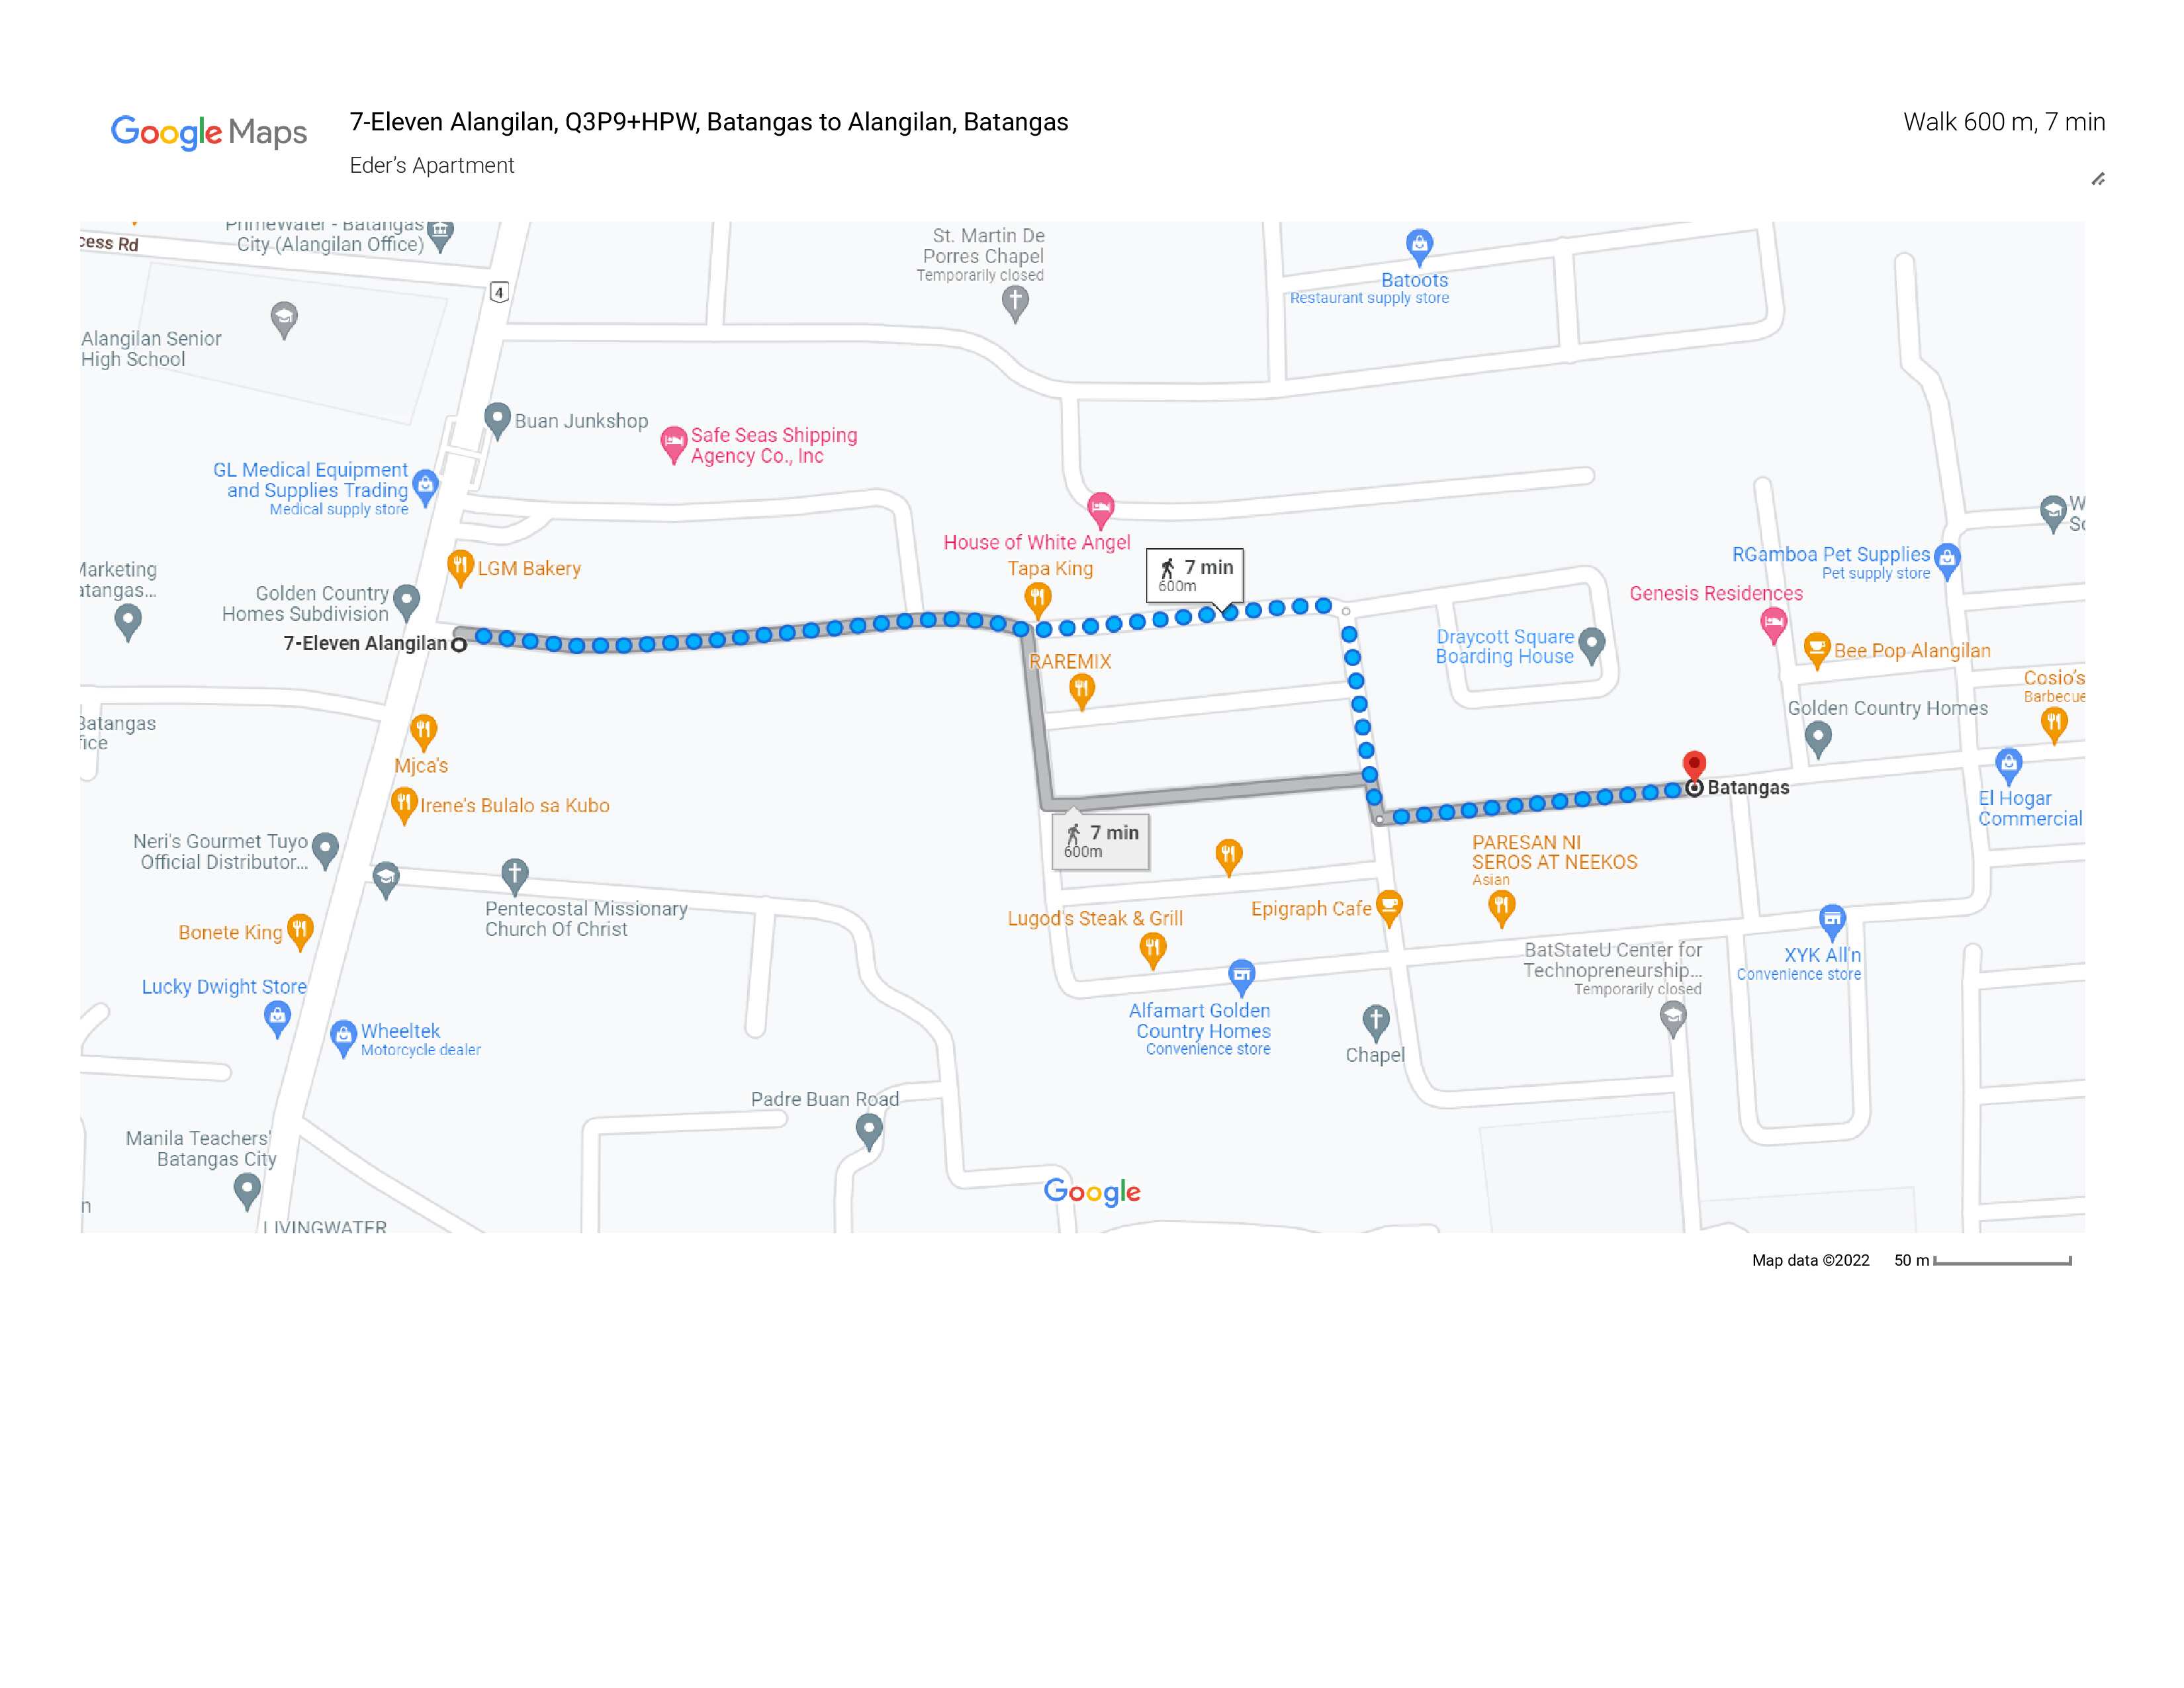 Google Maps
7-Eleven Alangilan, Q3P9+HPW, Batangas to Alangilan, Batangas
Walk 600 m, 7 min
Eder’s Apartment
PrimeWater - Batangas
City (Alangilan Office)
cess Rd
4
St. Martin De
Porres Chapel
Temporarily closed
Batoots
Restaurant supply store
Alangilan Senior
High School
Buan Junkshop
Safe Seas Shipping
Agency Co., Inc
GL Medical Equipment
and Supplies Trading
Medical supply store
House of White Angel
Tapa King
7 min
600m
LGM Bakery
Marketing
atangas...
Golden Country
Homes Subdivision
7-Eleven Alangilan
RAREMIX
Draycott Square
Boarding House
RGamboa Pet Supplies
Pet supply store
Genesis Residences
Bee Pop Alangilan
Cosio's
Barbecue
Golden Country Homes
Batangas
fice
Mjca's
Irene's Bulalo sa Kubo
Batangas
El Hogar
Commercial
7 min
600m
Neri's Gourmet Tuyo
Official Distributor...
PARESAN NI
SEROS AT NEEKOS
Asian
Pentecostal Missionary
Church Of Christ
Bonete King
Lugod's Steak & Grill
Epigraph Cafe
BatStateU Center for
Technopreneurship...
Temporarily closed
XYK All'n
Convenience store
Lucky Dwight Store
Wheeltek
Motorcycle dealer
Alfamart Golden
Country Homes
Convenience store
Chapel
Padre Buan Road
Manila Teachers'
Batangas City
n
LIVINGWATER
Google
Map data ©2022
50 m